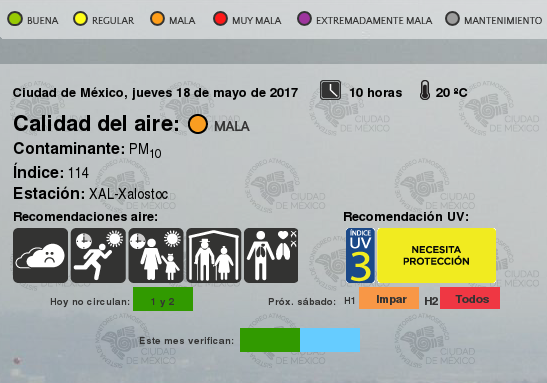 BUENA REGULAR MALA MUY MALA EXTREMADAMENTE MALA MANTENIMIENTO
Ciudad de México, jueves 18 de mayo de 2017 10 horas 20 ºC
Calidad del aire: MALA
Contaminante: PM10
Índice: 114
Estación: XAL-Xalostoc
Recomendaciones aire: Recomendación UV:
ÍNDICE UV 3 NECESITA PROTECCIÓN
Hoy no circulan: 1 y 2 Próx. sábado: H1 Impar H2 Todos
Este mes verifican: